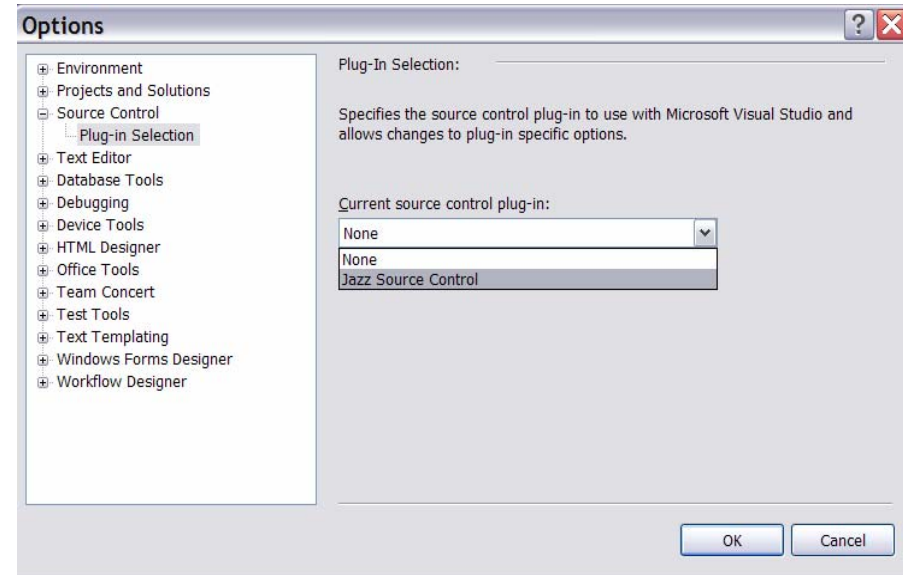 Options
Environment
Projects and Solutions
Source Control
Plug-in Selection
Text Editor
Database Tools
Debugging
Device Tools
HTML Designer
Office Tools
Team Concert
Test Tools
Text Templating
Windows Forms Designer
Workflow Designer
Plug-In Selection:
Specifies the source control plug-in to use with Microsoft Visual Studio and
allows changes to plug-in specific options.
Current source control plug-in:
None
None
Jazz Source Control
OK
Cancel